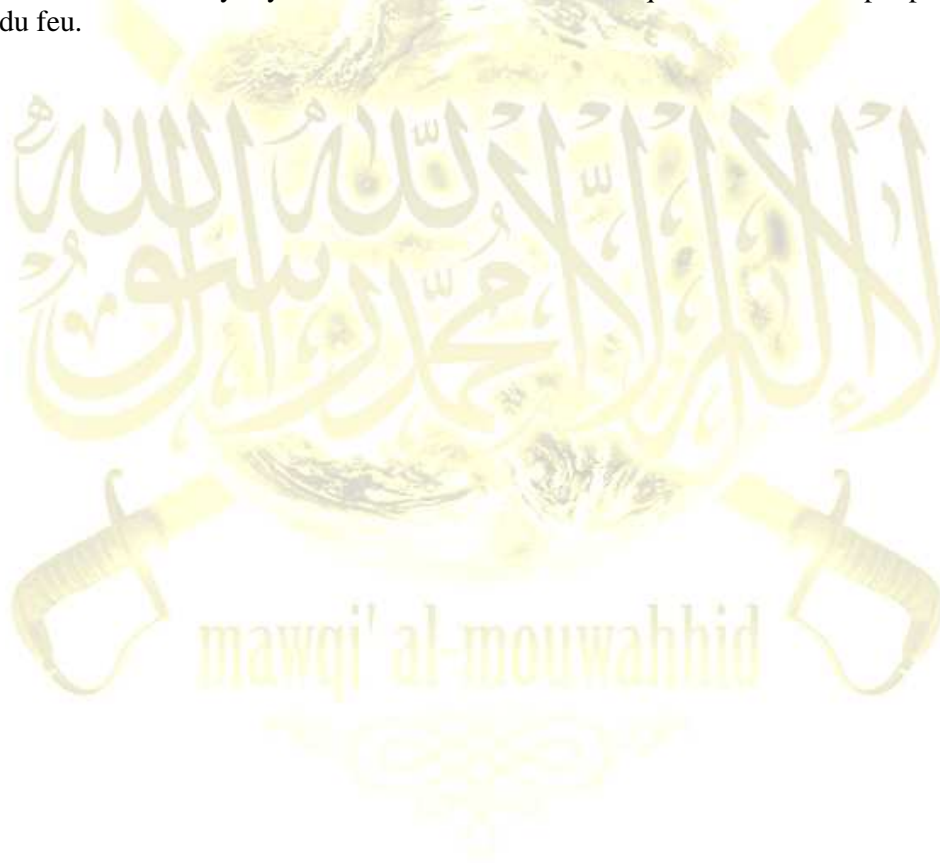 du feu.
لا إله إلا الله محمد رسول الله
mawqi' al-mouwahhid